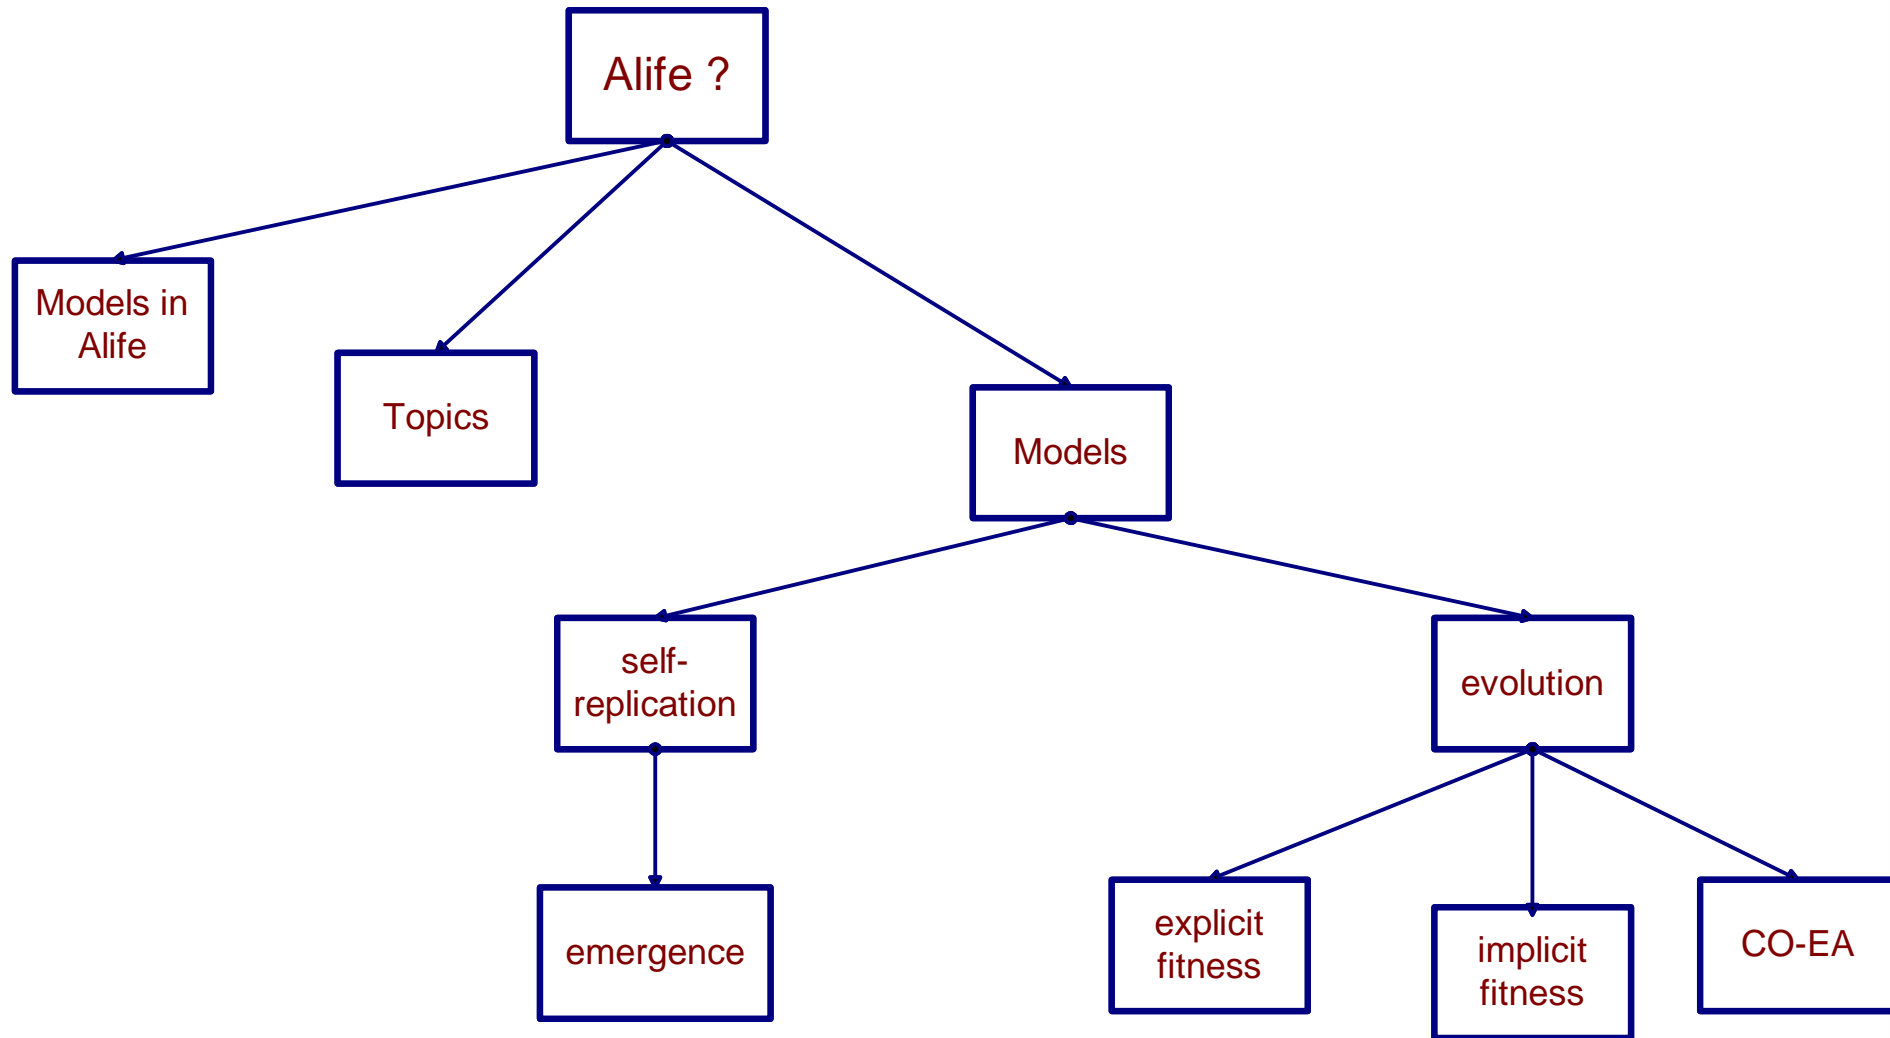 Alife ?
Models in
Alife
Topics
Models
self-
replication
evolution
emergence
explicit
fitness
implicit
fitness
CO-EA